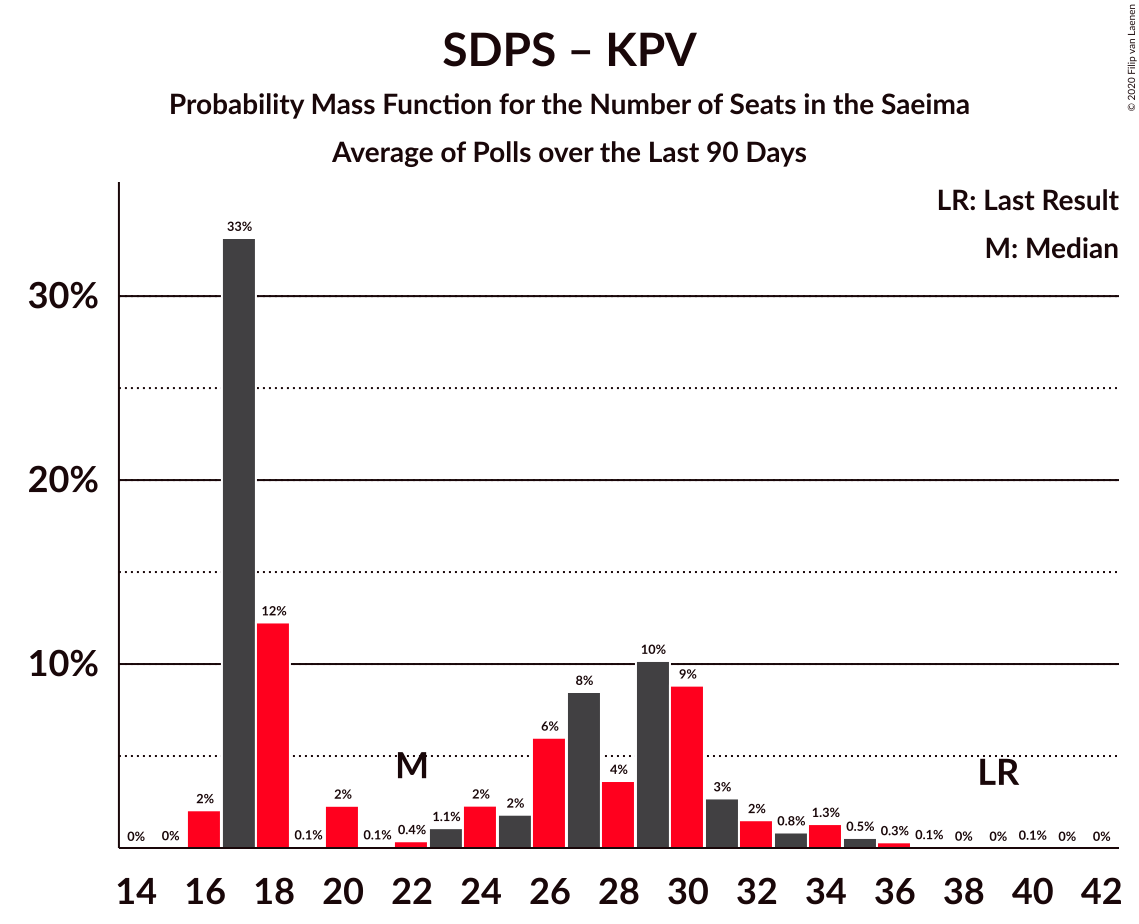 SDPS – KPV
Probability Mass Function for the Number of Seats in the Saeima
Average of Polls over the Last 90 Days
© 2020 Filip van Laenen
LR: Last Result
M: Median
30%
20%
10%
0% 0% 2% 33% 12% 0.1% 2% 0.1% 0.4% 1.1% 2% 2% 6% 8% 4% 10% 9% 3% 2% 0.8% 1.3% 0.5% 0.3% 0.1% 0% 0% 0.1% 0% 0%
M LR
14 16 18 20 22 24 26 28 30 32 34 36 38 40 42